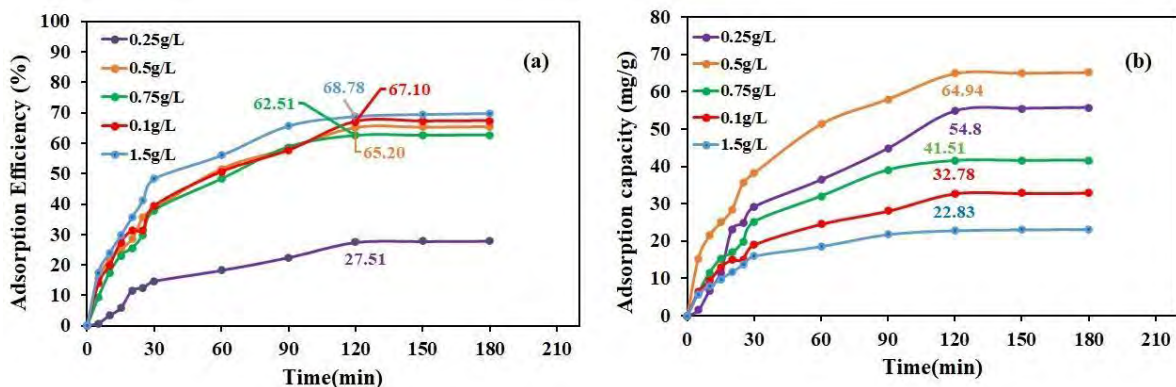 100
90
80
70
60
50
40
30
20
10
0
Adsorption Efficiency (%)
0.25g/L
0.5g/L
0.75g/L
0.1g/L
1.5g/L
(a)
68.78
67.10
62.51
65.20
27.51
0 30 60 90 120 150 180 210
Time(min)
80
70
60
50
40
30
20
10
0
Adsorption capacity (mg/g)
0.25g/L
0.5g/L
0.75g/L
0.1g/L
1.5g/L
(b)
64.94
54.8
41.51
32.78
22.83
0 30 60 90 120 150 180 210
Time(min)